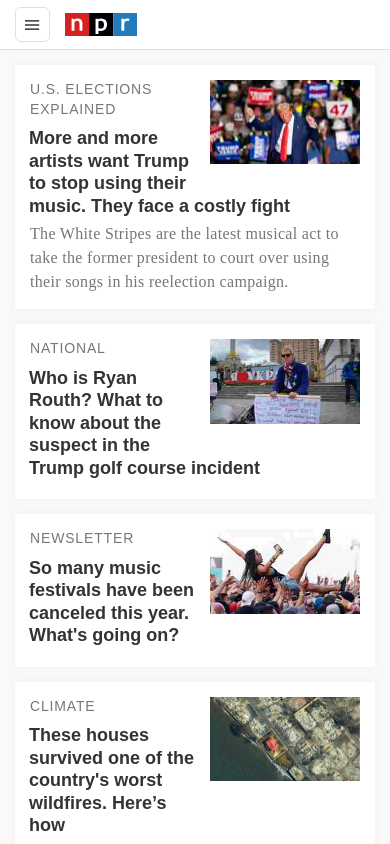 npr
U.S. ELECTIONS
EXPLAINED
More and more
artists want Trump
to stop using their
music. They face a costly fight
The White Stripes are the latest musical act to
take the former president to court over using
their songs in his reelection campaign.
47
NATIONAL
Who is Ryan
Routh? What to
know about the
suspect in the
Trump golf course incident
NEWSLETTER
So many music
festivals have been
canceled this year.
What's going on?
CLIMATE
These houses
survived one of the
country's worst
wildfires. Here’s
how